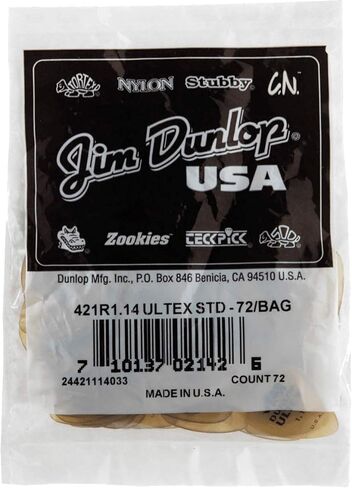 TORTEX NYLON Stubby C.N.
Jim Dunlop
USA
Zookies TECKPICK GATOR
Dunlop Mfg. Inc., P.O. Box 846 Benicia, CA 94510 U.S.A.
421R1.14 ULTEX STD - 72/BAG
7 10137 02142 6
24421114033 COUNT 72
MADE IN U.S.A.